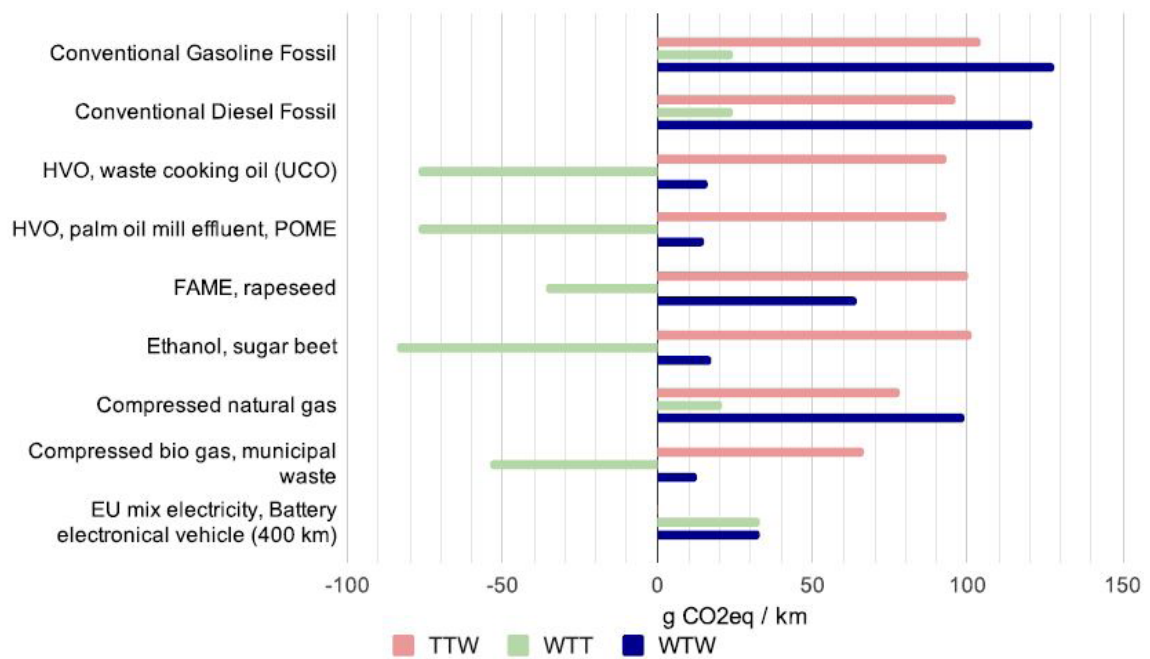 Conventional Gasoline Fossil
Conventional Diesel Fossil
HVO, waste cooking oil (UCO)
HVO, palm oil mill effluent, POME
FAME, rapeseed
Ethanol, sugar beet
Compressed natural gas
Compressed bio gas, municipal
waste
EU mix electricity, Battery
electronical vehicle (400 km)
-100 -50 0 50 100 150
g CO2eq / km
TTW WTT WTW